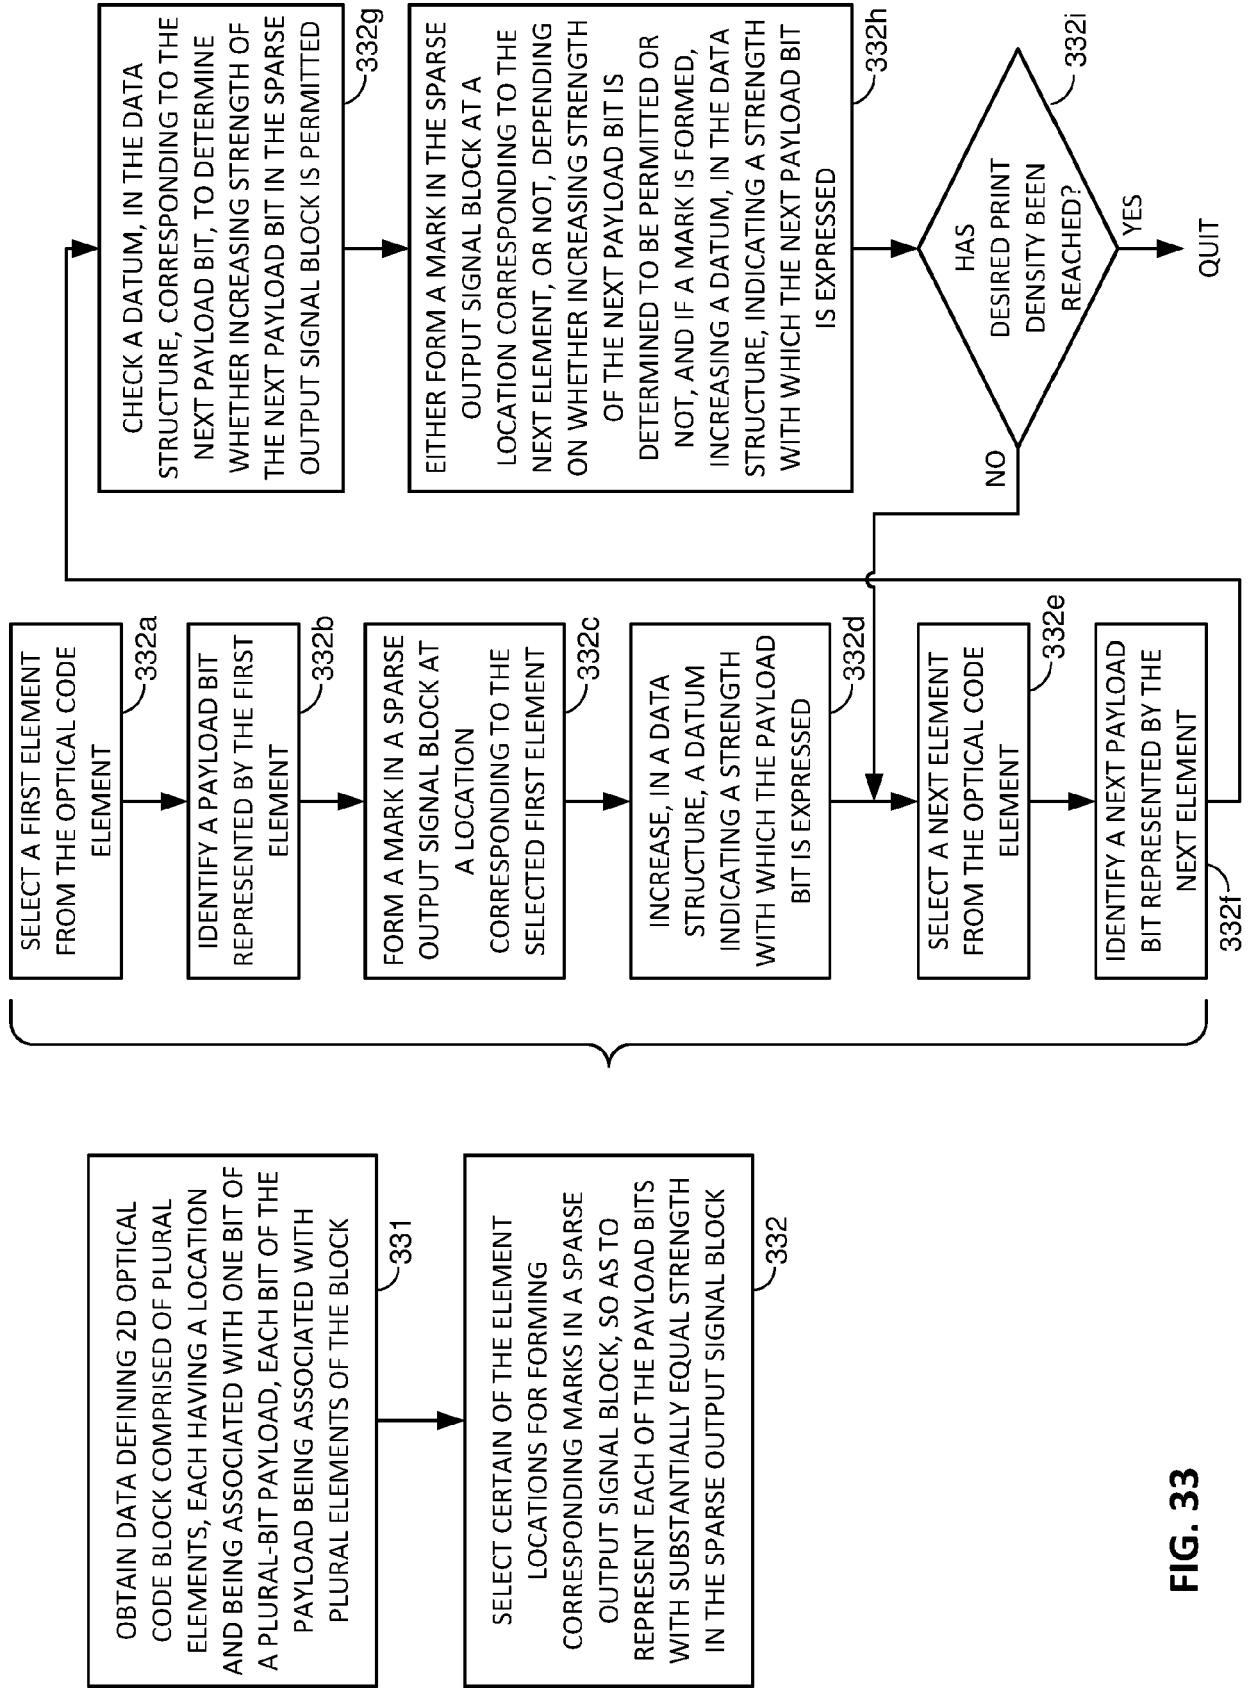 OBTAIN DATA DEFINING 2D OPTICAL
CODE BLOCK COMPRISED OF PLURAL
ELEMENTS, EACH HAVING A LOCATION
AND BEING ASSOCIATED WITH ONE BIT OF
A PLURAL-BIT PAYLOAD, EACH BIT OF THE
PAYLOAD BEING ASSOCIATED WITH
PLURAL ELEMENTS OF THE BLOCK
331
SELECT CERTAIN OF THE ELEMENT
LOCATIONS FOR FORMING
CORRESPONDING MARKS IN A SPARSE
OUTPUT SIGNAL BLOCK, SO AS TO
REPRESENT EACH OF THE PAYLOAD BITS
WITH SUBSTANTIALLY EQUAL STRENGTH
IN THE SPARSE OUTPUT SIGNAL BLOCK
332
SELECT A FIRST ELEMENT
FROM THE OPTICAL CODE
ELEMENT
332a
IDENTIFY A PAYLOAD BIT
REPRESENTED BY THE FIRST
ELEMENT
332b
FORM A MARK IN A SPARSE
OUTPUT SIGNAL BLOCK AT
A LOCATION
CORRESPONDING TO THE
SELECTED FIRST ELEMENT
332c
INCREASE, IN A DATA
STRUCTURE, A DATUM
INDICATING A STRENGTH
WITH WHICH THE PAYLOAD
BIT IS EXPRESSED
332d
SELECT A NEXT ELEMENT
FROM THE OPTICAL CODE
ELEMENT
332e
IDENTIFY A NEXT PAYLOAD
BIT REPRESENTED BY THE
NEXT ELEMENT
332f
CHECK A DATUM, IN THE DATA
STRUCTURE, CORRESPONDING TO THE
NEXT PAYLOAD BIT, TO DETERMINE
WHETHER INCREASING STRENGTH OF
THE NEXT PAYLOAD BIT IN THE SPARSE
OUTPUT SIGNAL BLOCK IS PERMITTED
332g
EITHER FORM A MARK IN THE SPARSE
OUTPUT SIGNAL BLOCK AT A
LOCATION CORRESPONDING TO THE
NEXT ELEMENT, OR NOT, DEPENDING
ON WHETHER INCREASING STRENGTH
OF THE NEXT PAYLOAD BIT IS
DETERMINED TO BE PERMITTED OR
NOT, AND IF A MARK IS FORMED,
INCREASING A DATUM, IN THE DATA
STRUCTURE, INDICATING A STRENGTH
WITH WHICH THE NEXT PAYLOAD BIT
IS EXPRESSED
332h
HAS
DESIRED PRINT
DENSITY BEEN
REACHED?
332i
NO
YES
QUIT
FIG. 33